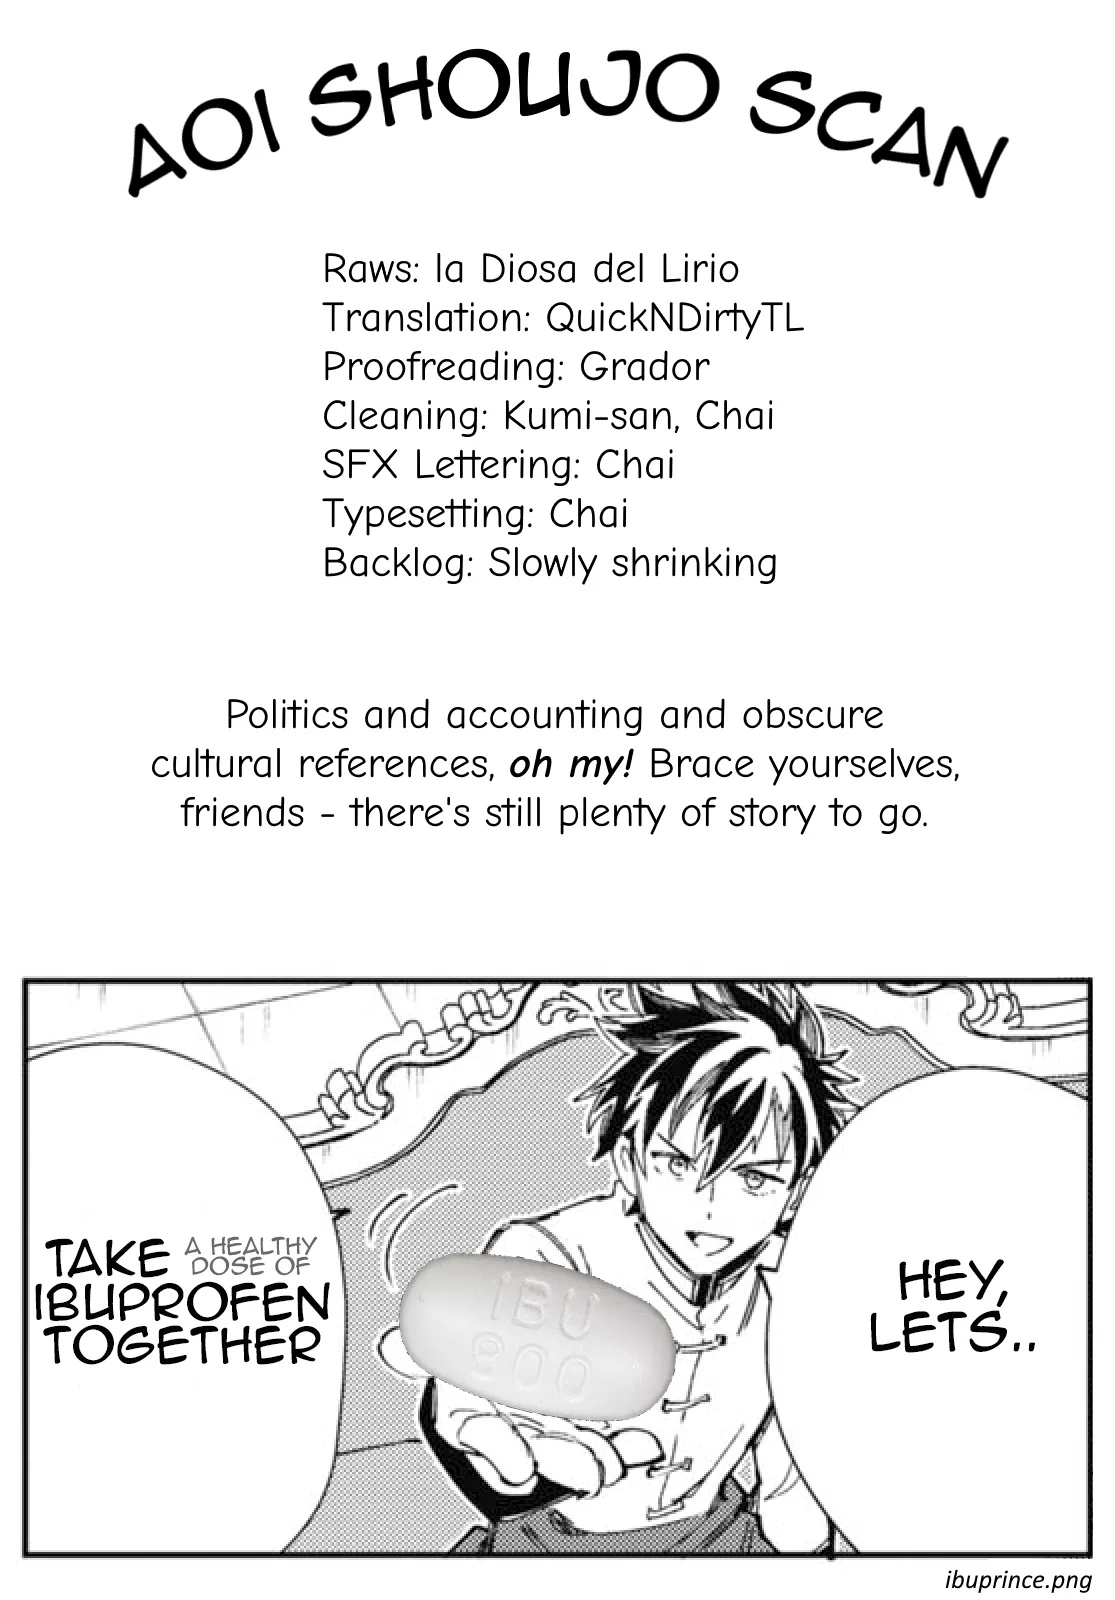 AOI SHOUJO SCAN
Raws: la Diosa del Lirio
Translation: QuickNDirtyTL
Proofreading: Grador
Cleaning: Kumi-san, Chai
SFX Lettering: Chai
Typesetting: Chai
Backlog: Slowly shrinking
Politics and accounting and obscure
cultural references, oh my! Brace yourselves,
friends - there's still plenty of story to go.
HEY,
LETS..
TAKE A HEALTHY
DOSE OF
IBUPROFEN
TOGETHER
IBU
800
ibuprince.png